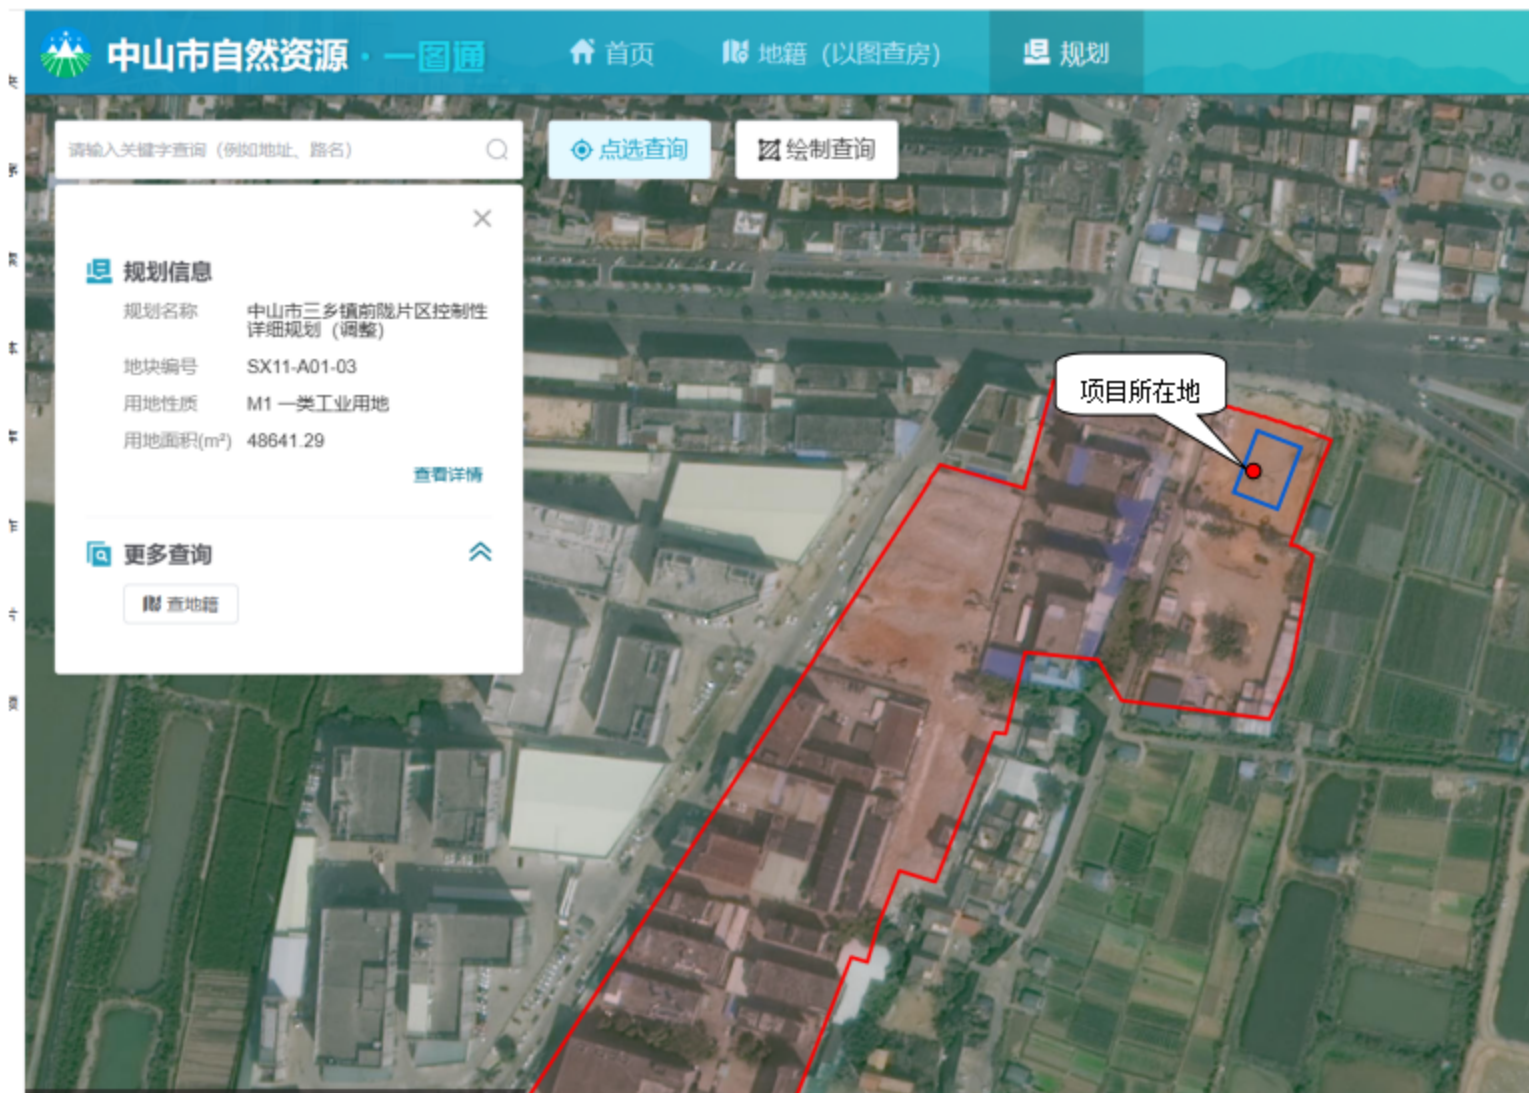 中山市自然资源·一图通
首页
地籍（以图查房）
规划
请输入关键字查询（例如地址、路名）
点选查询
绘制查询
规划信息
规划名称 中山市三乡镇前陇片区控制性
详细规划（调整）
地块编号 SX11-A01-03
用地性质 M1 一类工业用地
用地面积(m²) 48641.29
查看详情
更多查询
查地籍
项目所在地